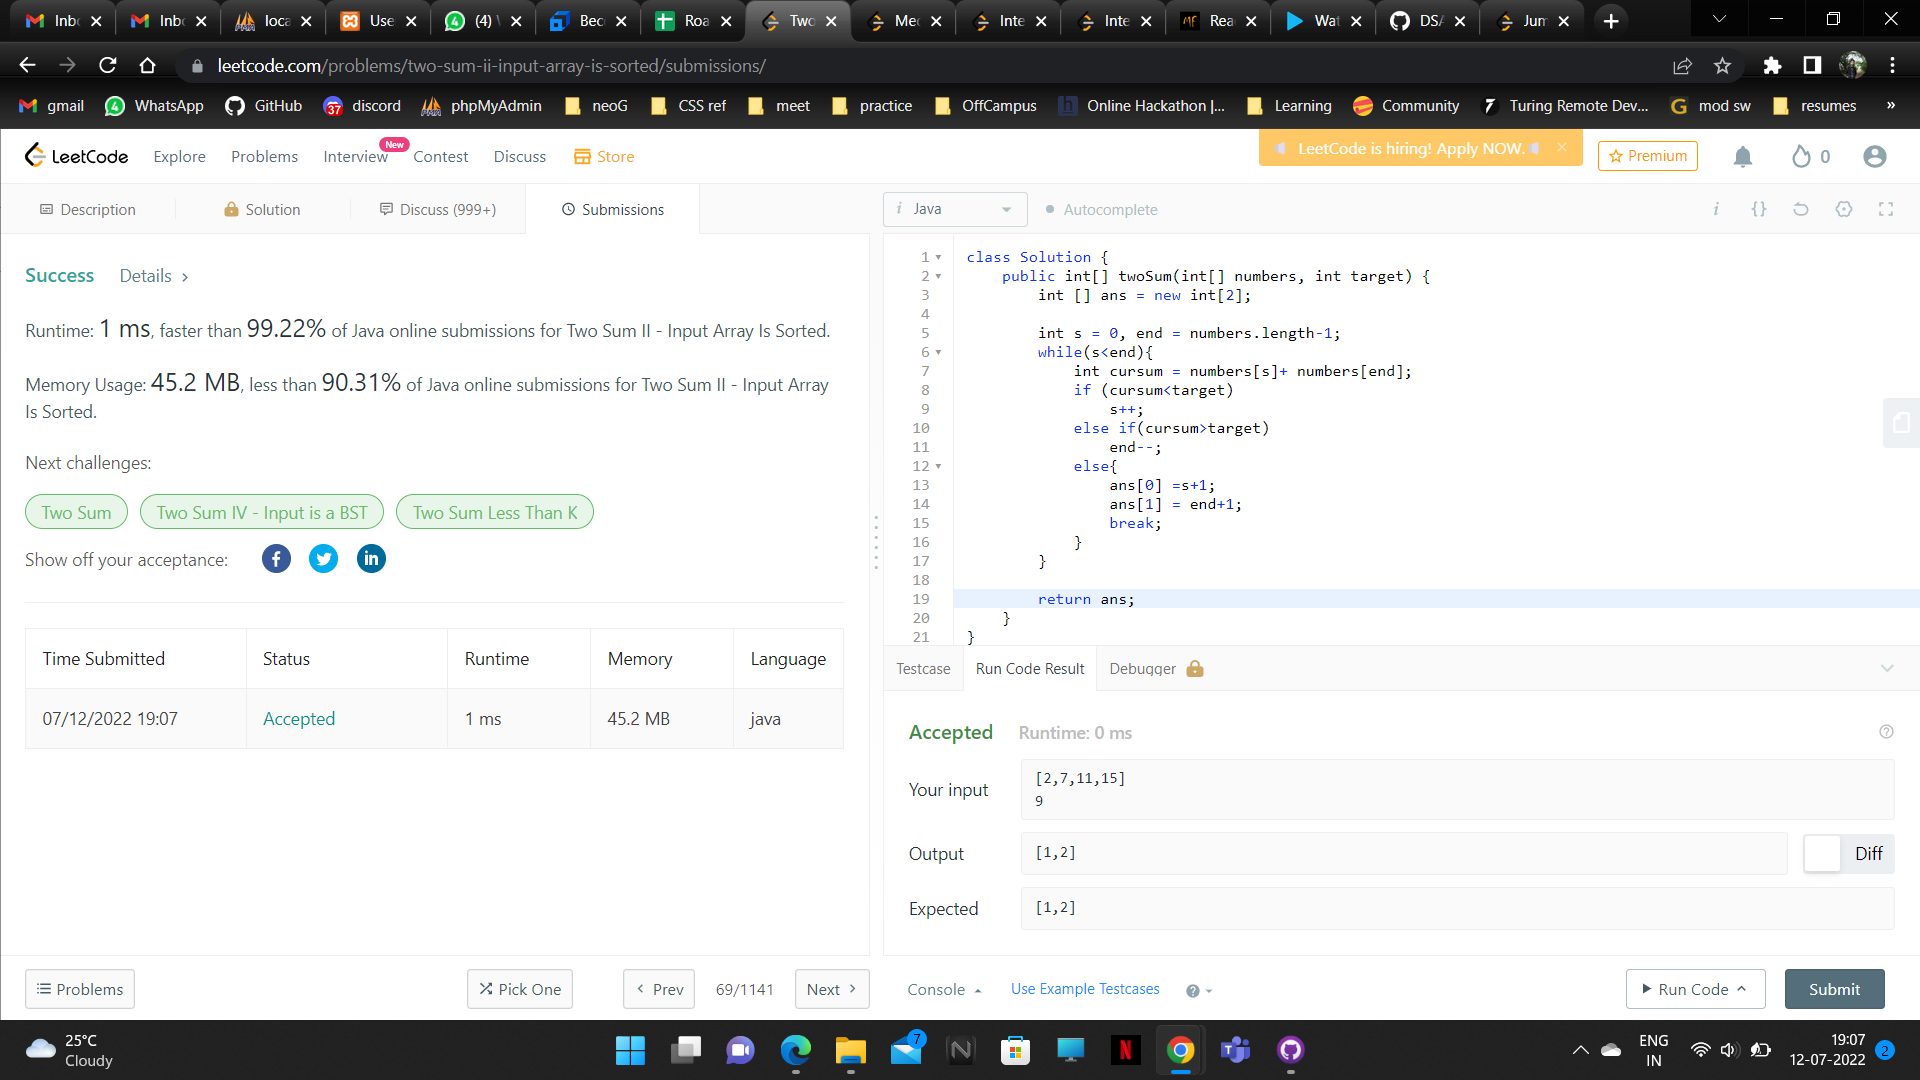 Inb
Inb
loca
Use
(4)
Bec
Roa
Two
Med
Inte
Inte
Rea
Wat
DSA
Jum
leetcode.com/problems/two-sum-ii-input-array-is-sorted/submissions/
gmail
WhatsApp
GitHub
37 discord
phpMyAdmin
neoG
CSS ref
meet
practice
OffCampus
h Online Hackathon |...
Learning
Community
7 Turing Remote Dev...
G mod sw
resumes
»
LeetCode
Explore
Problems
Interview
New
Contest
Discuss
Store
LeetCode is hiring! Apply NOW.
Premium
0
Description
Solution
Discuss (999+)
Submissions
i Java
Autocomplete
i {}
Success
Details >
Runtime: 1 ms, faster than 99.22% of Java online submissions for Two Sum II - Input Array Is Sorted.
Memory Usage: 45.2 MB, less than 90.31% of Java online submissions for Two Sum II - Input Array
Is Sorted.
Next challenges:
Two Sum
Two Sum IV - Input is a BST
Two Sum Less Than K
Show off your acceptance:
Time Submitted Status Runtime Memory Language
07/12/2022 19:07 Accepted 1 ms 45.2 MB java
1 class Solution {
2 public int[] twoSum(int[] numbers, int target) {
3 int [] ans = new int[2];
4
5 int s = 0, end = numbers.length-1;
6 while(s<end){
7 int cursum = numbers[s]+ numbers[end];
8 if (cursum<target)
9 s++;
10 else if(cursum>target)
11 end--;
12 else{
13 ans[0] =s+1;
14 ans[1] = end+1;
15 break;
16 }
17 }
18
19 return ans;
20 }
21 }
Testcase
Run Code Result
Debugger
Accepted Runtime: 0 ms
Your input
[2,7,11,15]
9
Output
[1,2]
Diff
Expected
[1,2]
Problems
Pick One
Prev
69/1141
Next
Console
Use Example Testcases
Run Code
Submit
25°C
Cloudy
7
ENG
IN
19:07
12-07-2022
2